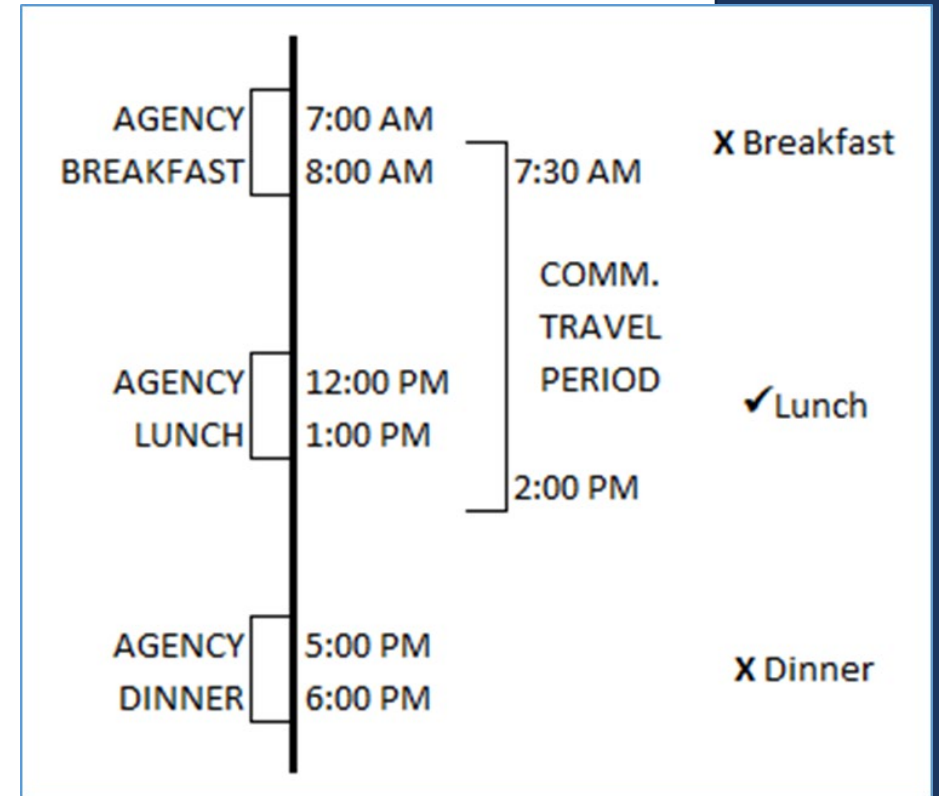 AGENCY 7:00 AM
X Breakfast
BREAKFAST 8:00 AM 7:30 AM
COMM.
TRAVEL
PERIOD
AGENCY 12:00 PM
✓Lunch
LUNCH 1:00 PM
2:00 PM
AGENCY 5:00 PM
X Dinner
DINNER 6:00 PM